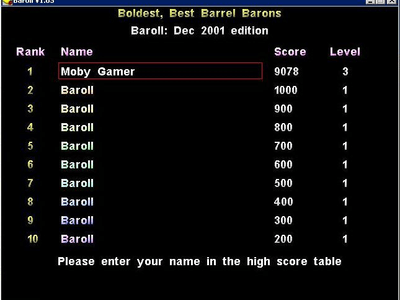 Baroll v1.03
Boldest, Best Barrel Barons
Baroll: Dec 2001 edition
Rank Name Score Level
1 Moby Gamer 9078 3
2 Baroll 1000 1
3 Baroll 900 1
4 Baroll 800 1
5 Baroll 700 1
6 Baroll 600 1
7 Baroll 500 1
8 Baroll 400 1
9 Baroll 300 1
10 Baroll 200 1
Please enter your name in the high score table